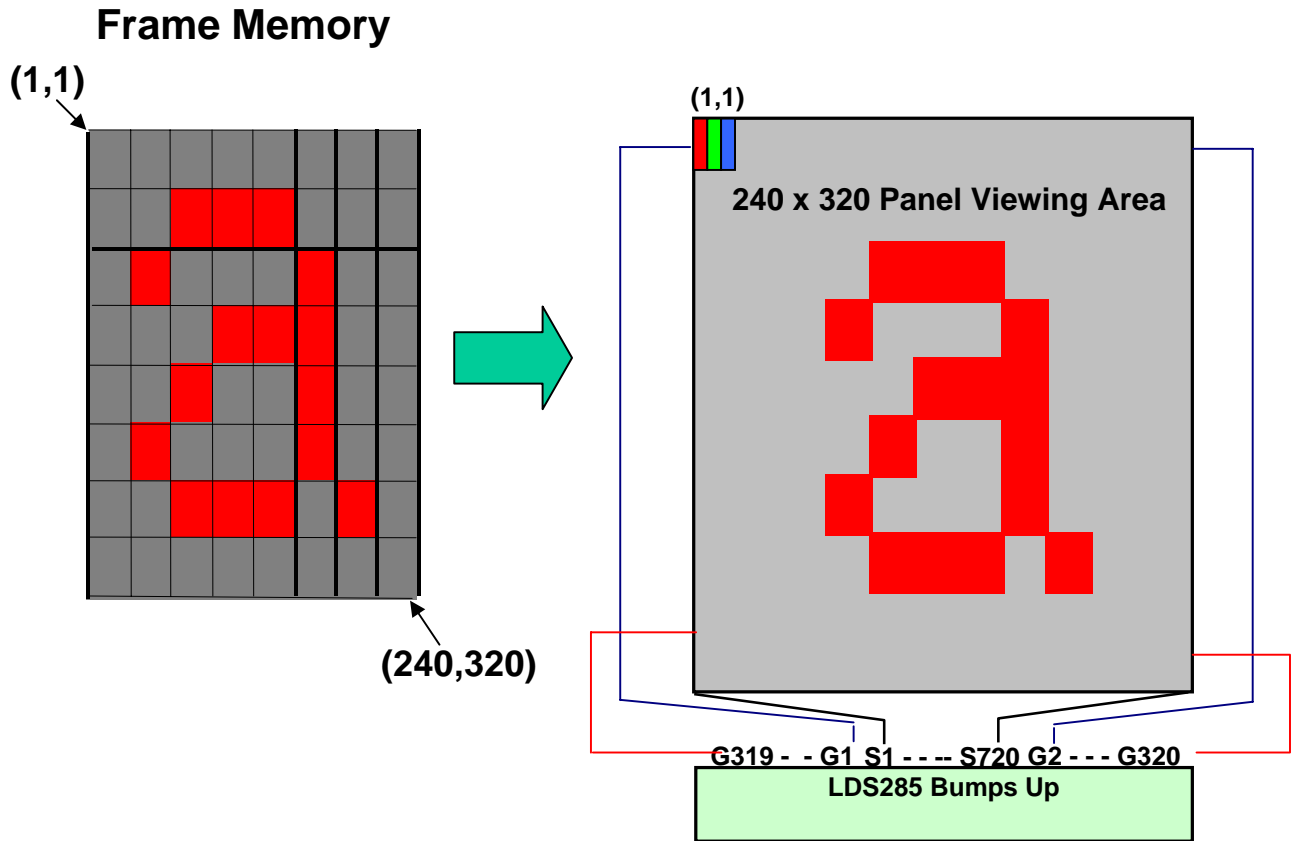 Frame Memory
(1,1)
(1,1)
240 x 320 Panel Viewing Area
(240,320)
G319 - - G1 S1 - - -- S720 G2 - - - G320
LDS285 Bumps Up